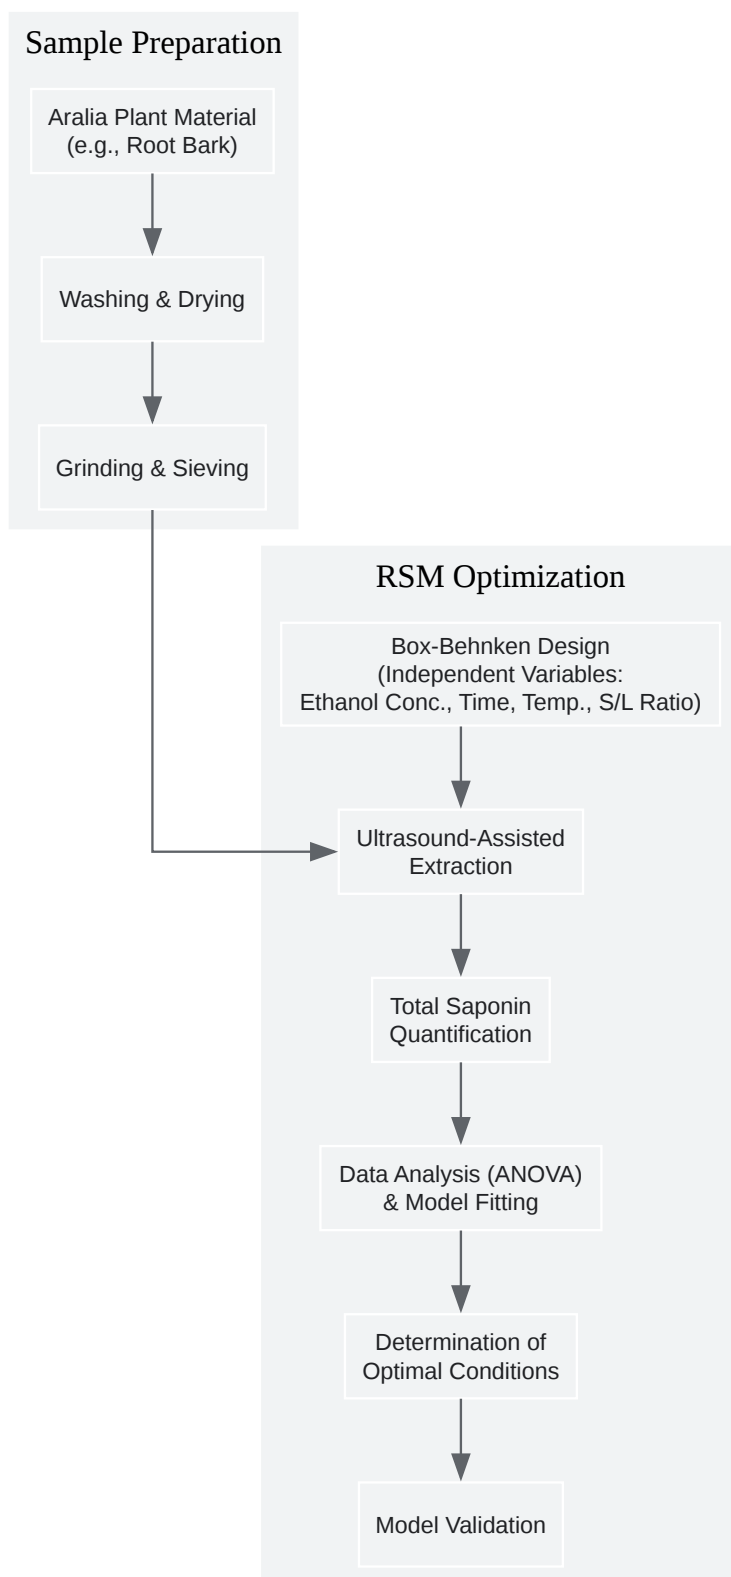 Sample Preparation
Aralia Plant Material
(e.g., Root Bark)
Washing & Drying
Grinding & Sieving
RSM Optimization
Box-Behnken Design
(Independent Variables:
Ethanol Conc., Time, Temp., S/L Ratio)
Ultrasound-Assisted
Extraction
Total Saponin
Quantification
Data Analysis (ANOVA)
& Model Fitting
Determination of
Optimal Conditions
Model Validation